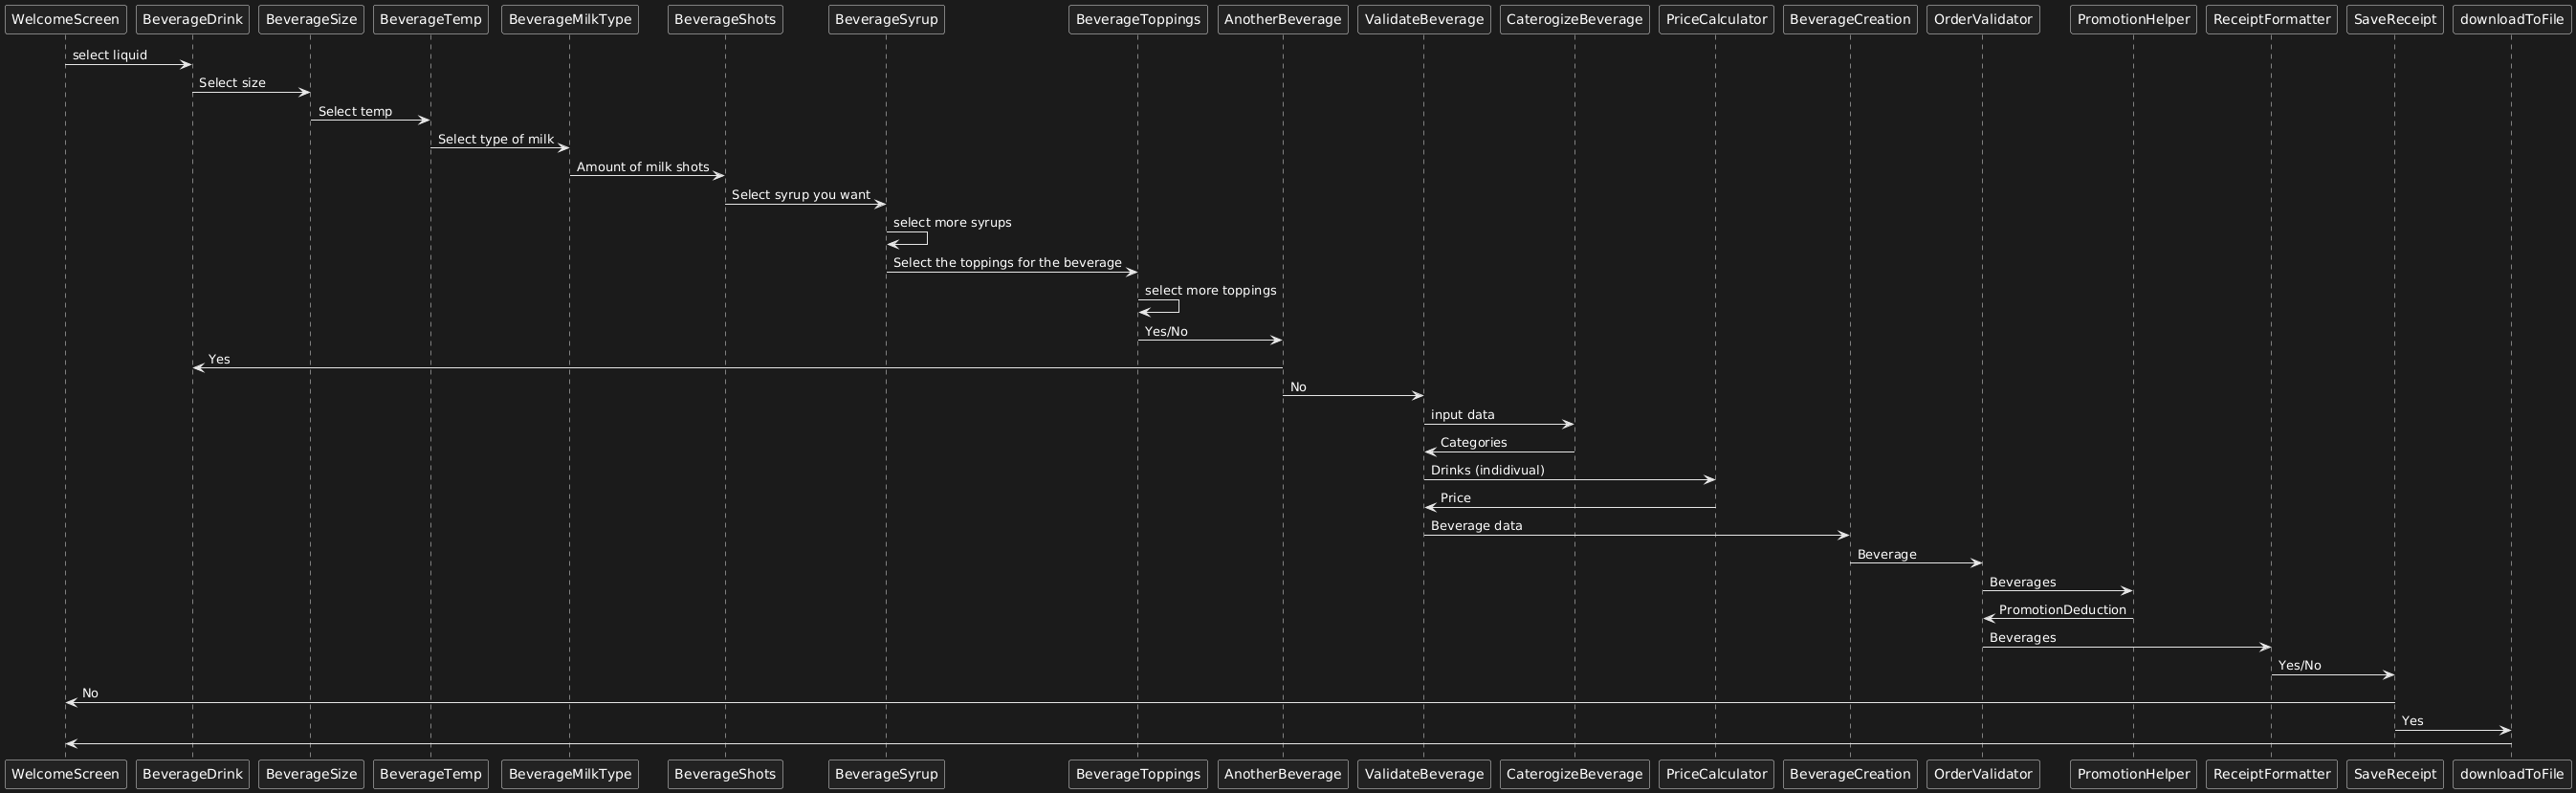 WelcomeScreen BeverageDrink BeverageSize BeverageTemp BeverageMilkType BeverageShots BeverageSyrup BeverageToppings AnotherBeverage ValidateBeverage CaterogizeBeverage PriceCalculator BeverageCreation OrderValidator PromotionHelper ReceiptFormatter SaveReceipt downloadToFile
select liquid
Select size
Select temp
Select type of milk
Amount of milk shots
Select syrup you want
select more syrups
Select the toppings for the beverage
select more toppings
Yes/No
Yes
No
input data
Categories
Drinks (indidivual)
Price
Beverage data
Beverage
Beverages
PromotionDeduction
Beverages
Yes/No
No
Yes
WelcomeScreen BeverageDrink BeverageSize BeverageTemp BeverageMilkType BeverageShots BeverageSyrup BeverageToppings AnotherBeverage ValidateBeverage CaterogizeBeverage PriceCalculator BeverageCreation OrderValidator PromotionHelper ReceiptFormatter SaveReceipt downloadToFile